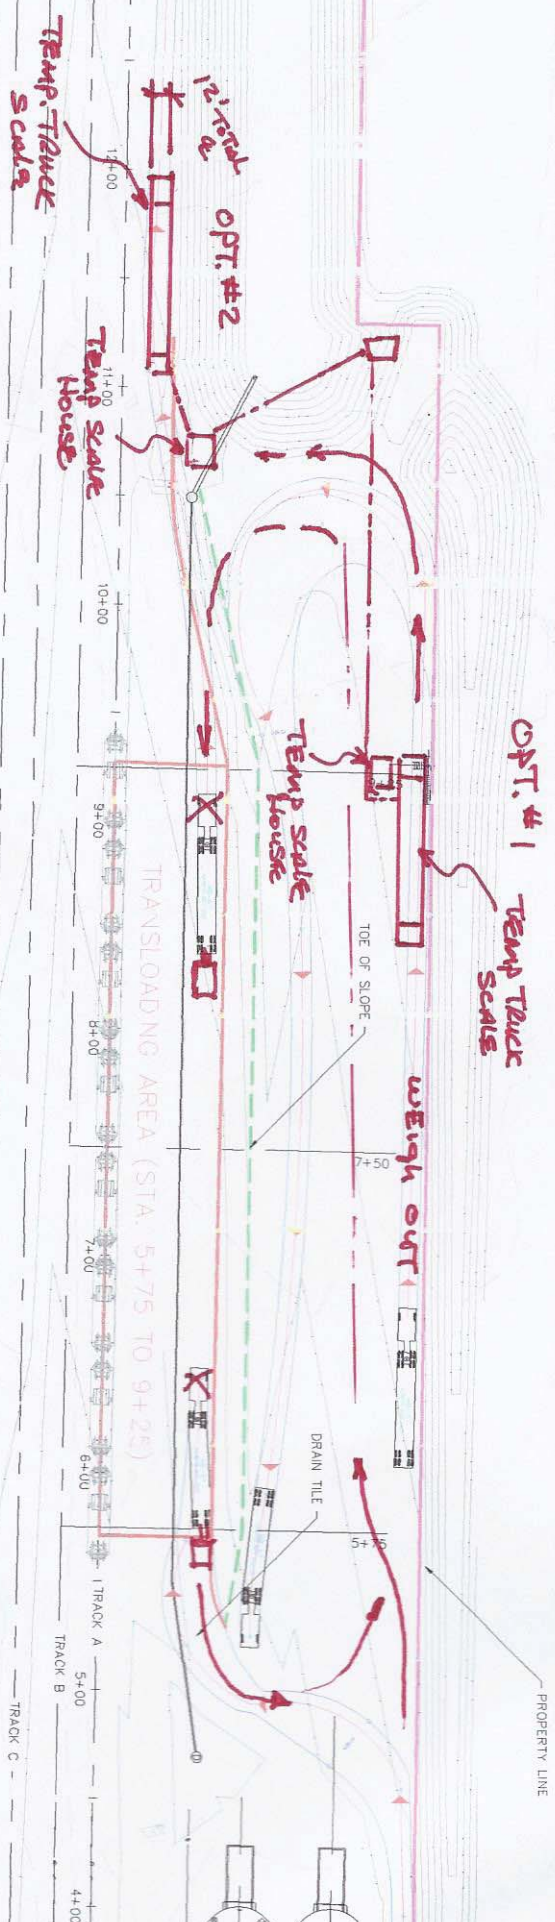 TEMP. TRUCK
Scale
12+00
12' Total
OPT. #2
TEMP SCALE
HOUSE
11+00
10+00
OPT. #1
TEMP TRUCK
SCALE
TEMP SCALE
HOUSE
9+00
TRANSLOADING AREA (STA. 5+75 TO 9+25)
TOE OF SLOPE
8+00
7+50
WEIGH OUT
7+00
DRAIN TILE
6+00
5+75
PROPERTY LINE
TRACK A
TRACK B
TRACK C
5+00
4+00